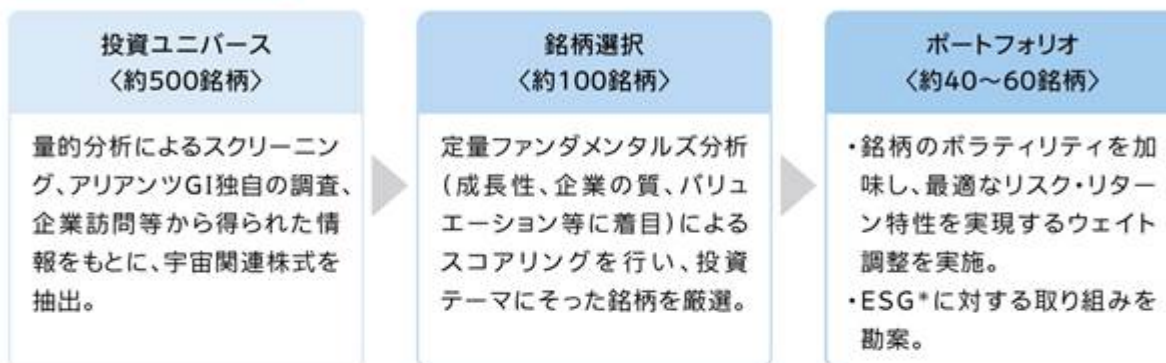 投資ユニバース
〈約500銘柄〉
量的分析によるスクリーニン
グ、アリアンツGI独自の調査、
企業訪問等から得られた情
報をもとに、宇宙関連株式を
抽出。
銘柄選択
〈約100銘柄〉
定量ファンダメンタルズ分析
(成長性、企業の質、バリュ
エーション等に着目)による
スコアリングを行い、投資
テーマにそった銘柄を厳選。
ポートフォリオ
〈約40～60銘柄〉
・銘柄のボラティリティを加
味し、最適なリスク・リター
ン特性を実現するウェイト
調整を実施。
・ESG*に対する取り組みを
勘案。